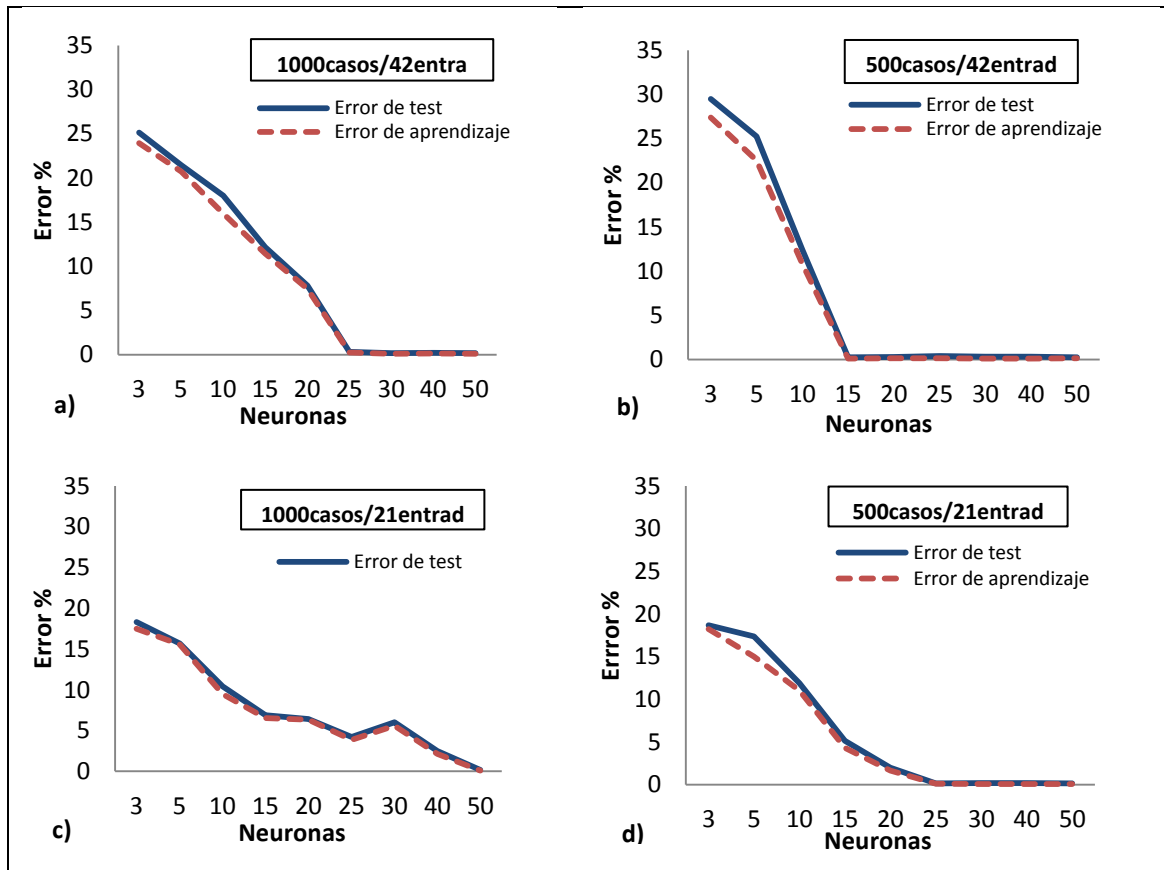 1000casos/42entra
Error de test
Error de aprendizaje
Error %
35
30
25
20
15
10
5
0
3 5 10 15 20 25 30 40 50
Neuronas
a)
500casos/42entrad
Error de test
Error de aprendizaje
Error %
35
30
25
20
15
10
5
0
3 5 10 15 20 25 30 40 50
Neuronas
b)
1000casos/21entrad
Error de test
Error %
35
30
25
20
15
10
5
0
3 5 10 15 20 25 30 40 50
Neuronas
c)
500casos/21entrad
Error de test
Error de aprendizaje
Errror %
35
30
25
20
15
10
5
0
3 5 10 15 20 25 30 40 50
Neuronas
d)